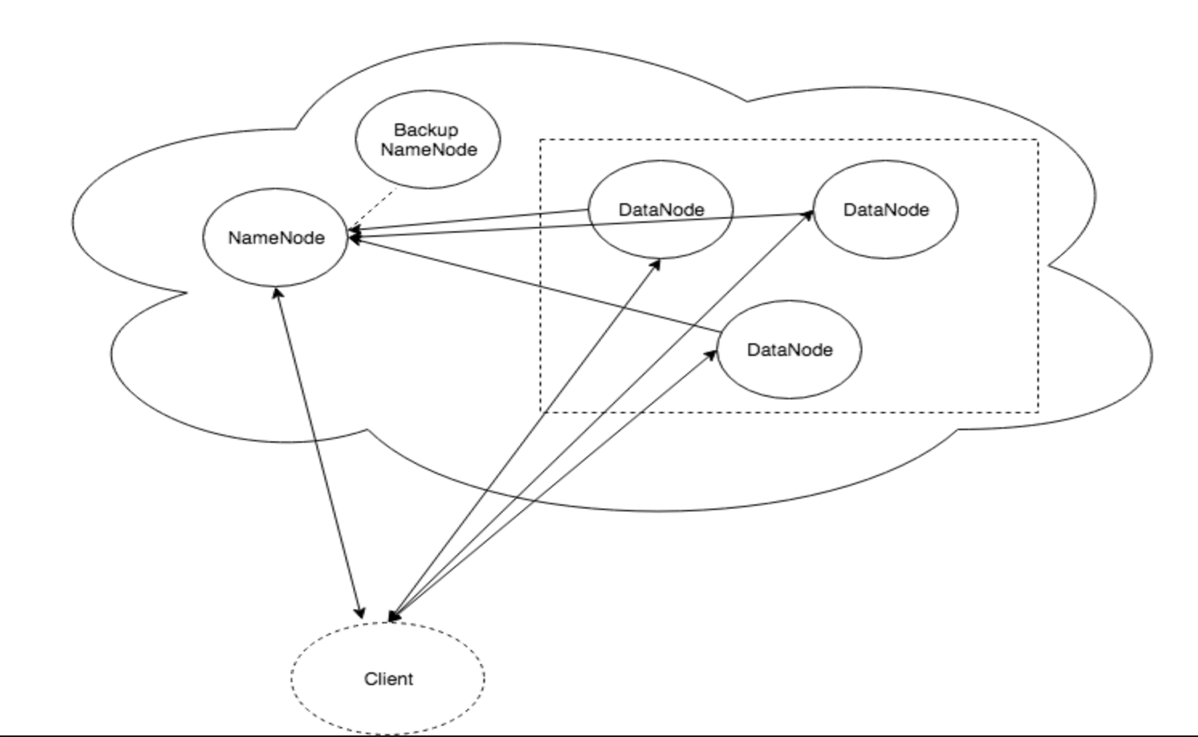 Backup
NameNode
NameNode
DataNode
DataNode
DataNode
Client